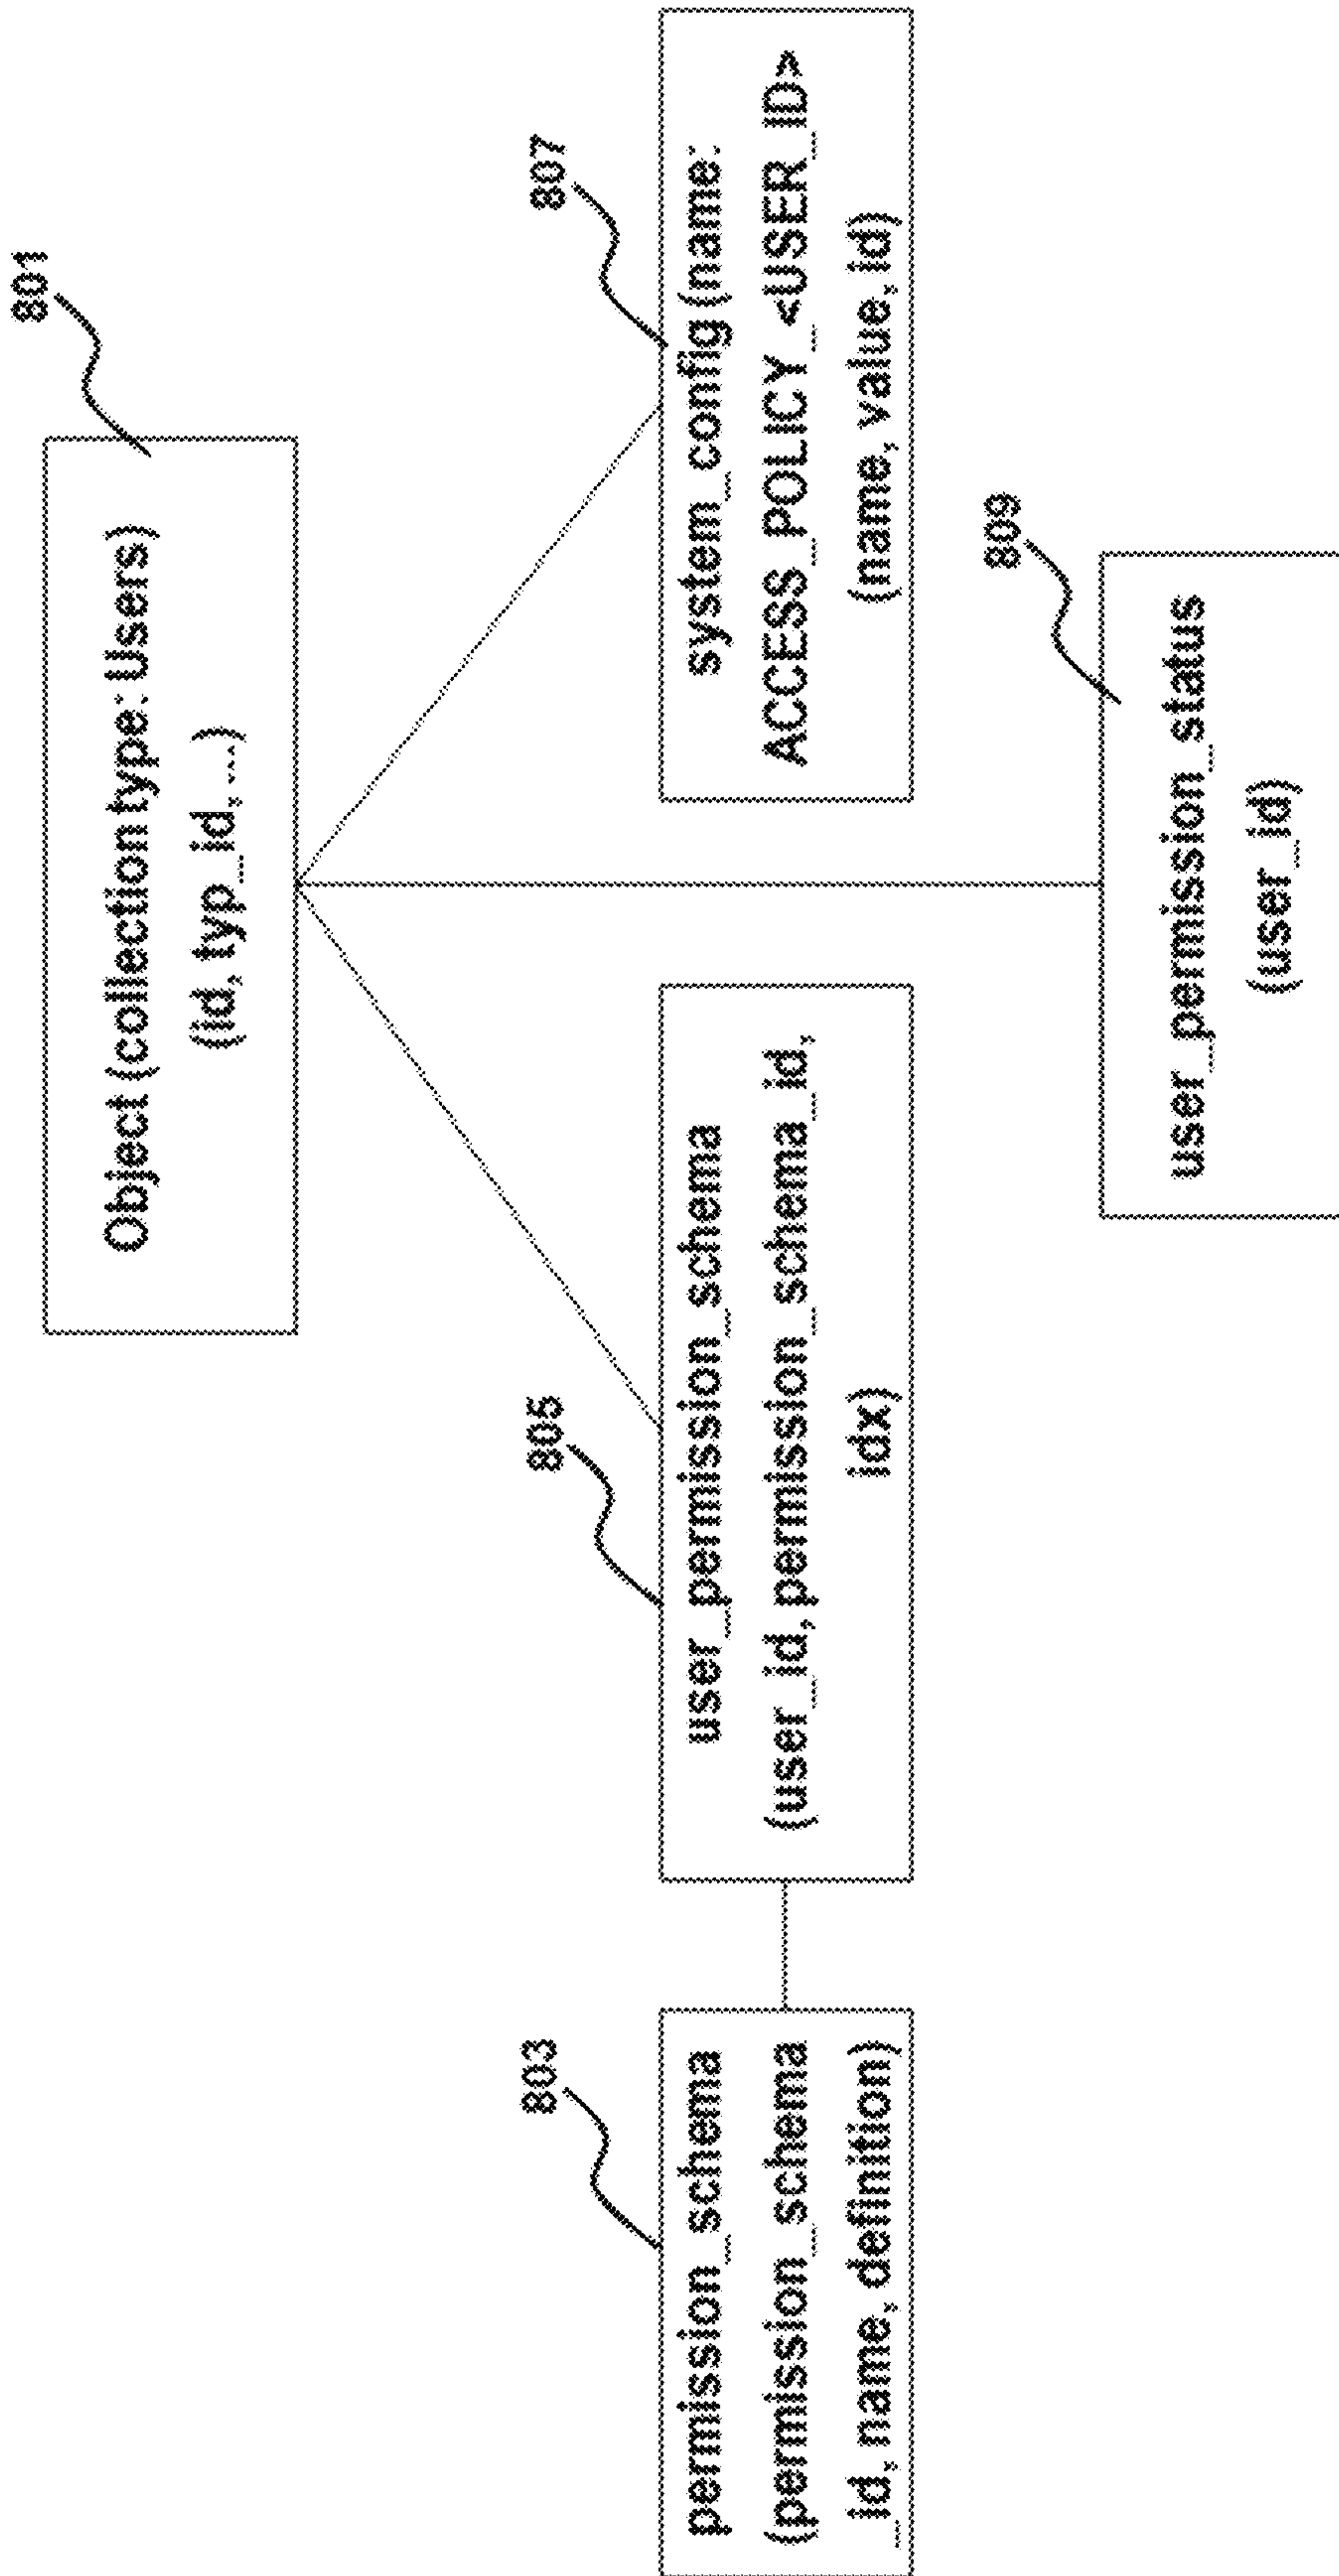 801
Object (collection type: Users)
(id, typ_id, ...)
803
permission_schema
(permission_schema
_id, name, definition)
805
user_permission_schema
(user_id, permission_schema_id,
idx)
807
system_config (name:
ACCESS_POLICY_<USER_ID>
(name, value, id)
809
user_permission_status
(user_id)